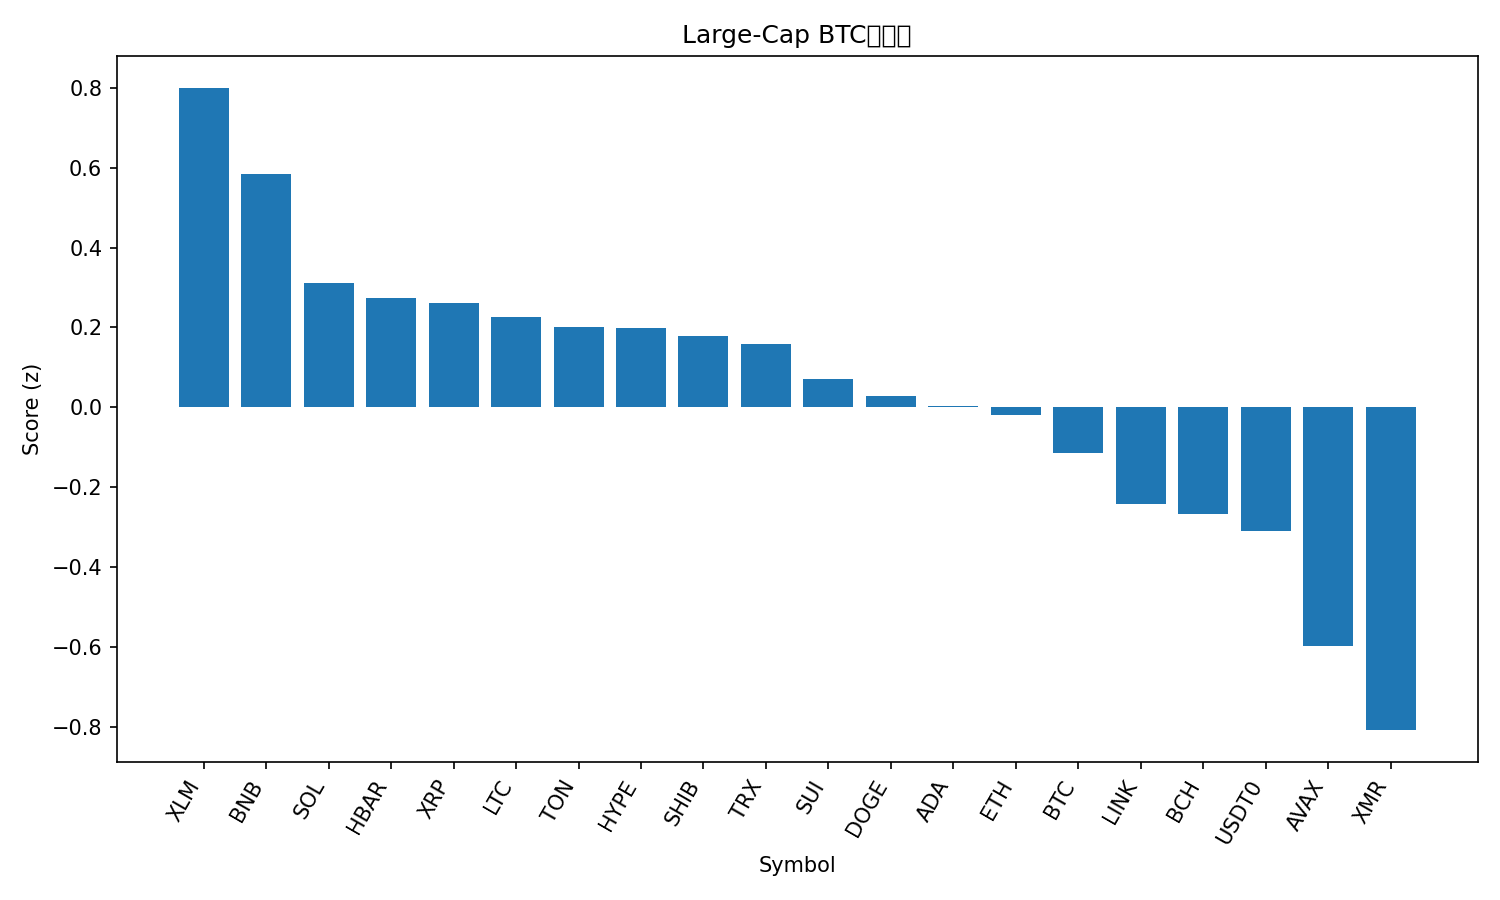 Large-Cap BTC
0.8
0.6
0.4
0.2
0.0
−0.2
−0.4
−0.6
−0.8
Score (z)
XLM
BNB
SOL
HBAR
XRP
LTC
TON
HYPE
SHIB
TRX
SUI
DOGE
ADA
ETH
BTC
LINK
BCH
USDT0
AVAX
XMR
Symbol